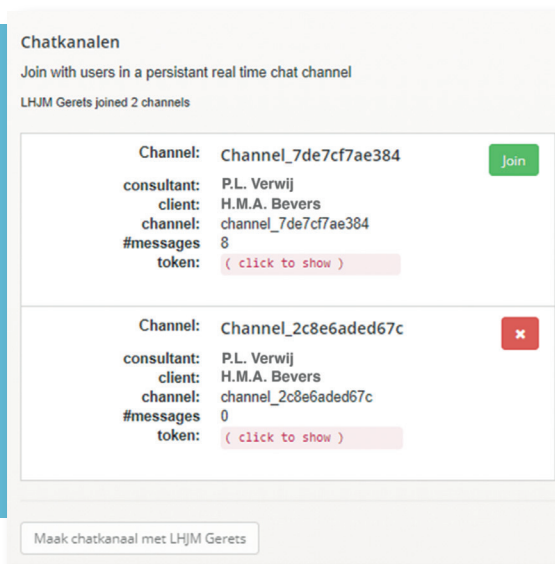 Chatkanalen
Join with users in a persistant real time chat channel
LHJM Gerets joined 2 channels
Channel: Channel_7de7cf7ae384 Join
consultant: P.L. Verwij
client: H.M.A. Bevers
channel: channel_7de7cf7ae384
#messages 8
token: ( click to show )
Channel: Channel_2c8e6aded67c
consultant: P.L. Verwij
client: H.M.A. Bevers
channel: channel_2c8e6aded67c
#messages 0
token: ( click to show )
Maak chatkanaal met LHJM Gerets